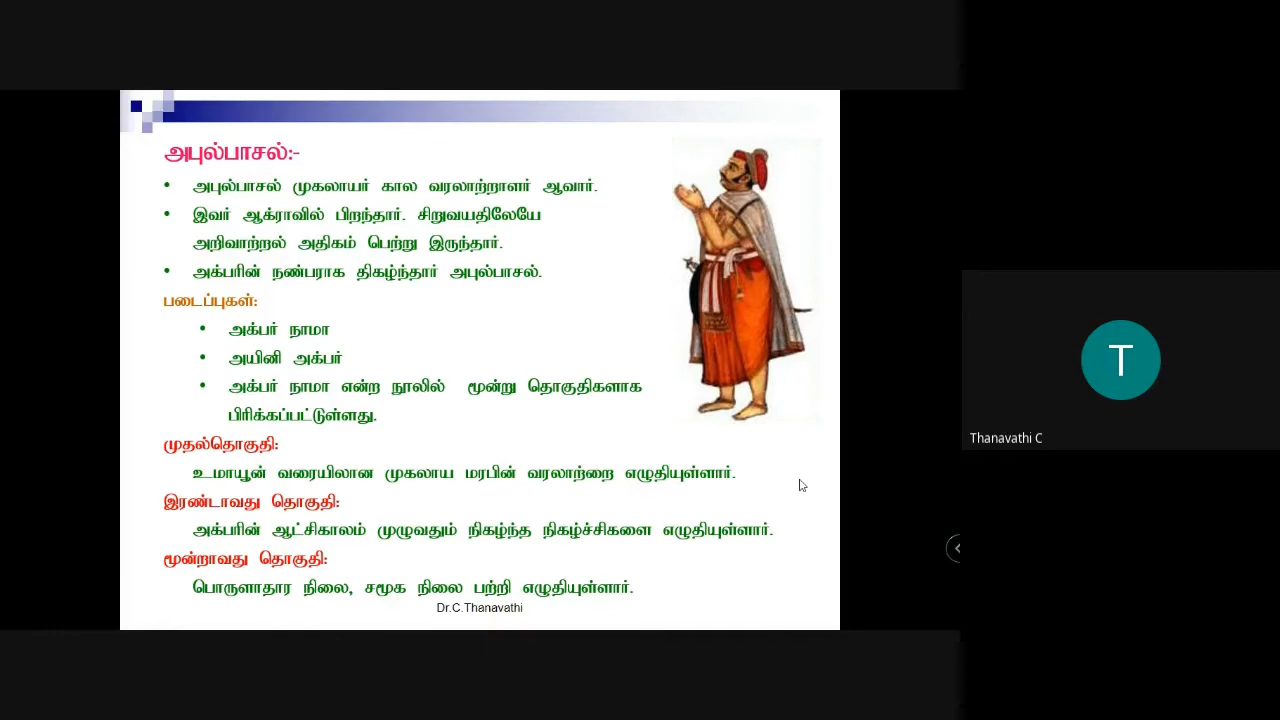 அபுல்பாசல்:-
• அபுல்பாசல் முகலாயர் கால வரலாற்றாளர் ஆவார்.
• இவர் ஆக்ராவில் பிறந்தார். சிறுவயதிலேயே
அறிவாற்றல் அதிகம் பெற்று இருந்தார்.
• அக்பரின் நண்பராக திகழ்ந்தார் அபுல்பாசல்.
படைப்புகள்:
• அக்பர் நாமா
• அயினி அக்பர்
• அக்பர் நாமா என்ற நூலில் மூன்று தொகுதிகளாக
பிரிக்கப்பட்டுள்ளது.
முதல்தொகுதி:
உமாயூன் வரையிலான முகலாய மரபின் வரலாற்றை எழுதியுள்ளார்.
இரண்டாவது தொகுதி:
அக்பரின் ஆட்சிகாலம் முழுவதும் நிகழ்ந்த நிகழ்ச்சிகளை எழுதியுள்ளார்.
மூன்றாவது தொகுதி:
பொருளாதார நிலை, சமூக நிலை பற்றி எழுதியுள்ளார்.
Dr.C.Thanavathi
T
Thanavathi C